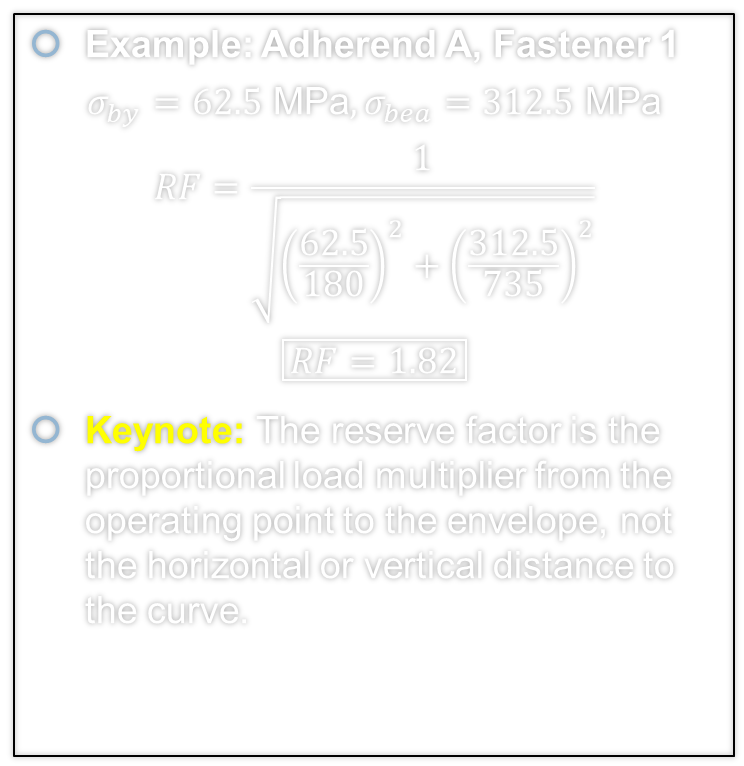 Example: Adherend A, Fastener 1
σ_by = 62.5 MPa, σ_bea = 312.5 MPa
RF = 1 / √((62.5/180)² + (312.5/735)²)
RF = 1.82
Keynote: The reserve factor is the
proportional load multiplier from the
operating point to the envelope, not
the horizontal or vertical distance to
the curve.